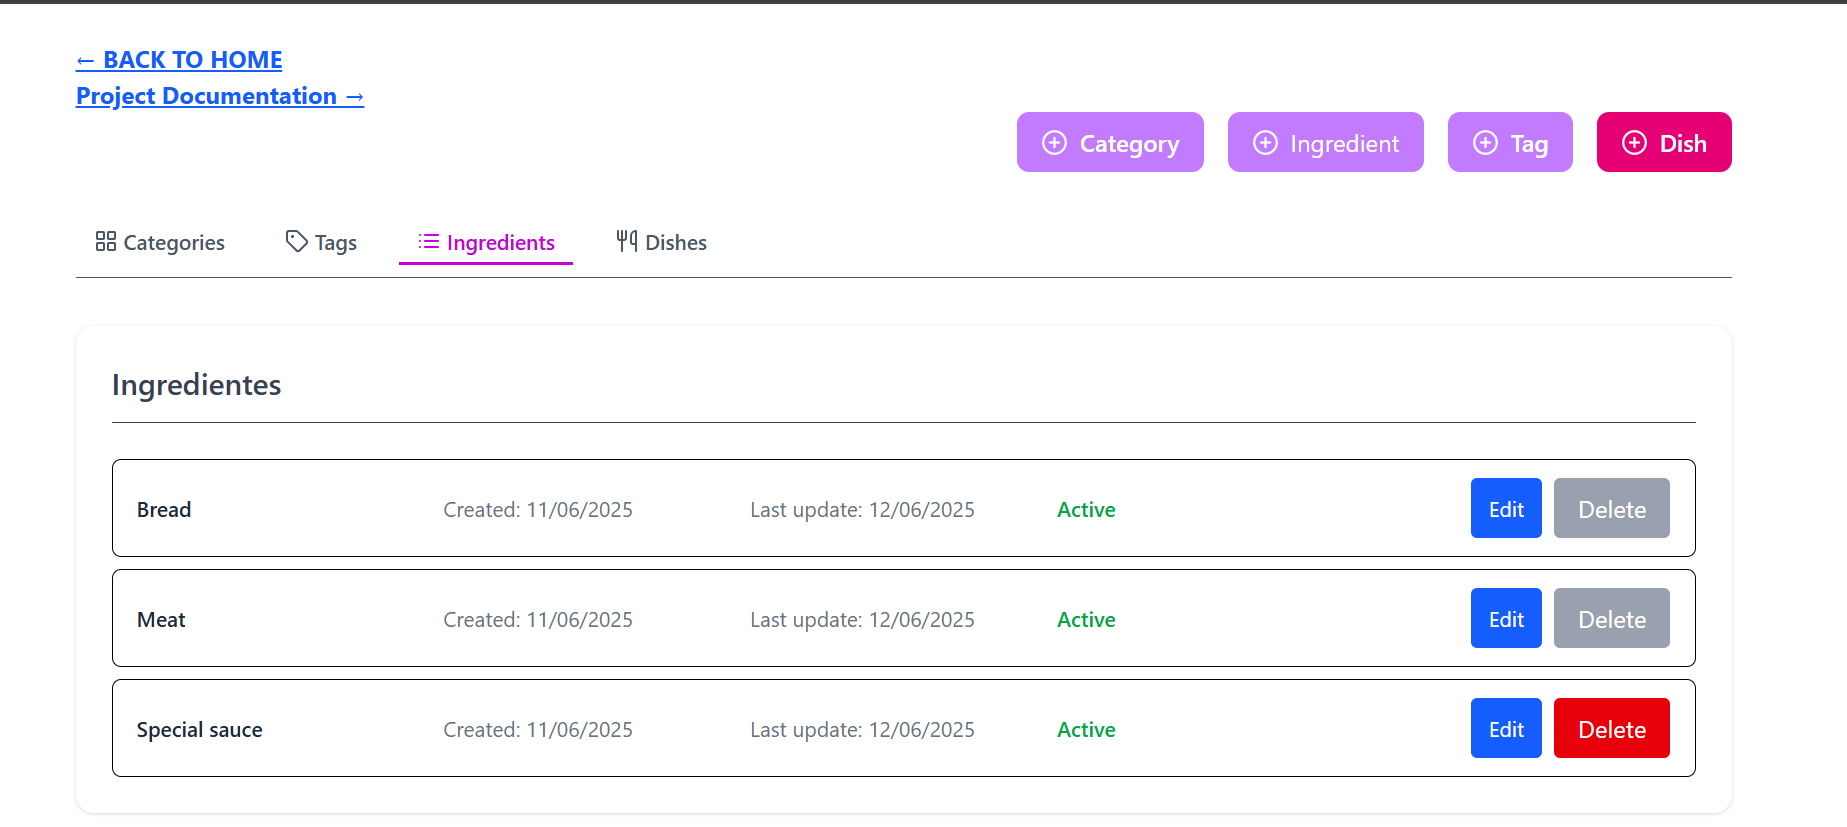 ← BACK TO HOME
Project Documentation →
Category Ingredient Tag Dish
Categories Tags Ingredients Dishes
Ingredientes
Bread Created: 11/06/2025 Last update: 12/06/2025 Active Edit Delete
Meat Created: 11/06/2025 Last update: 12/06/2025 Active Edit Delete
Special sauce Created: 11/06/2025 Last update: 12/06/2025 Active Edit Delete